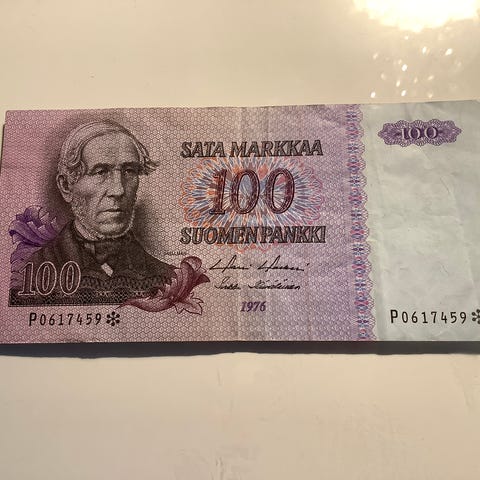 SATA MARKKAA
-100-
100
SUOMEN PANKKI
100
P0617459✻
1976
P0617459✻